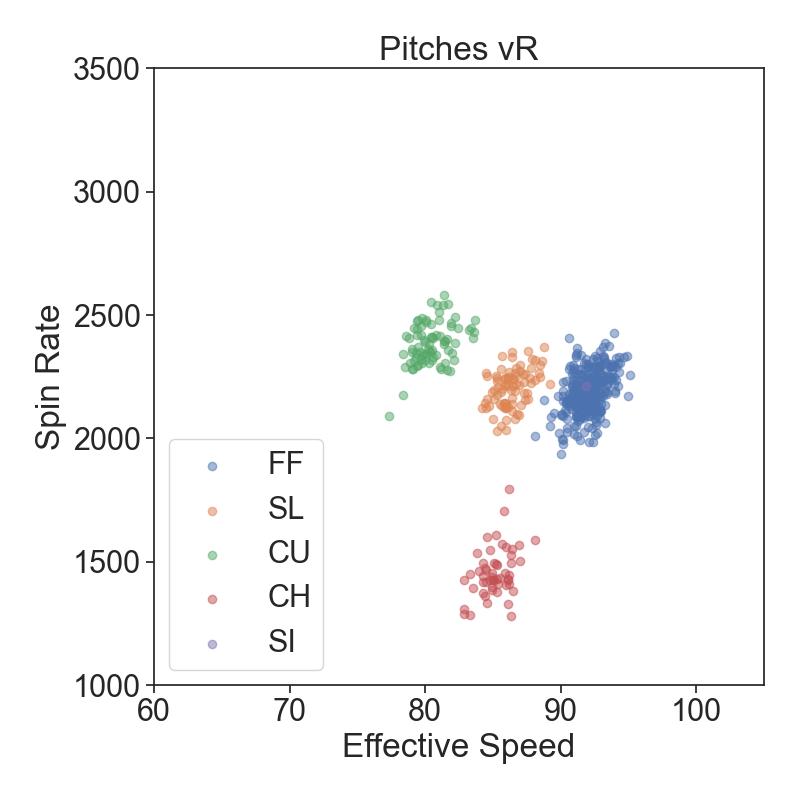 Pitches vR
3500
3000
2500
2000
1500
1000
Spin Rate
FF
SL
CU
CH
SI
60 70 80 90 100
Effective Speed